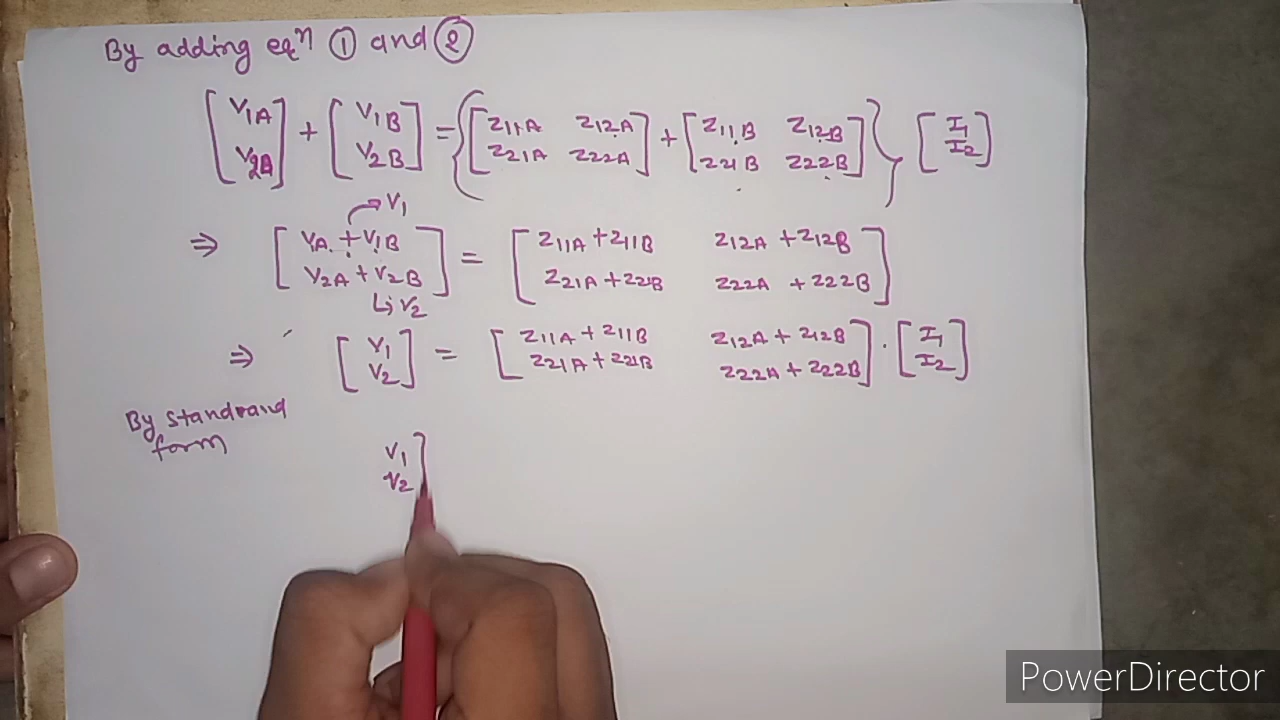 By adding eqn ① and ②
[V1A V2A] + [V1B V2B] = {[Z11A Z12A Z21A Z22A] + [Z11B Z12B Z21B Z22B]} [I1 I2]
→ V1
⇒ [VA + V1B V2A + V2B] = [Z11A + Z11B Z12A + Z12B Z21A + Z21B Z22A + Z22B]
↳ V2
⇒ [V1 V2] = [Z11A + Z11B Z12A + Z12B Z21A + Z21B Z22A + Z22B] · [I1 I2]
By standrand
form
V1
V2]
PowerDirector